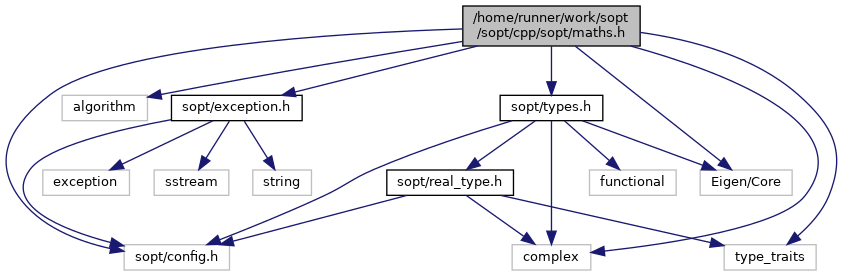 /home/runner/work/sopt
/sopt/cpp/sopt/maths.h
algorithm
sopt/exception.h
sopt/types.h
exception
sstream
string
sopt/real_type.h
functional
Eigen/Core
sopt/config.h
complex
type_traits